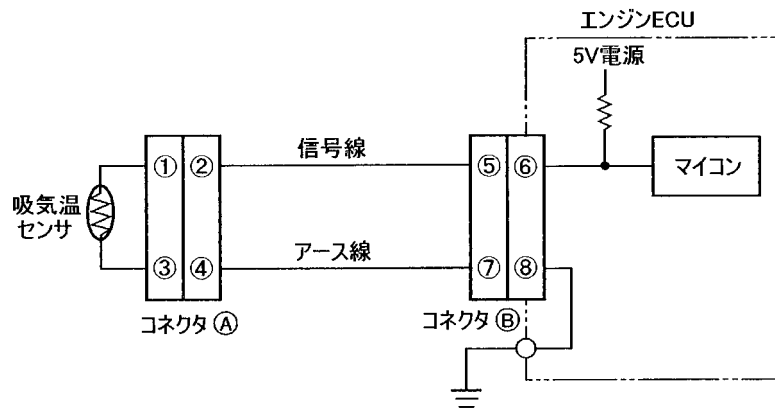 エンジンECU
5V電源
信号線
① ② ⑤ ⑥
マイコン
吸気温
センサ
アース線
③ ④ ⑦ ⑧
コネクタ Ⓐ
コネクタ Ⓑ